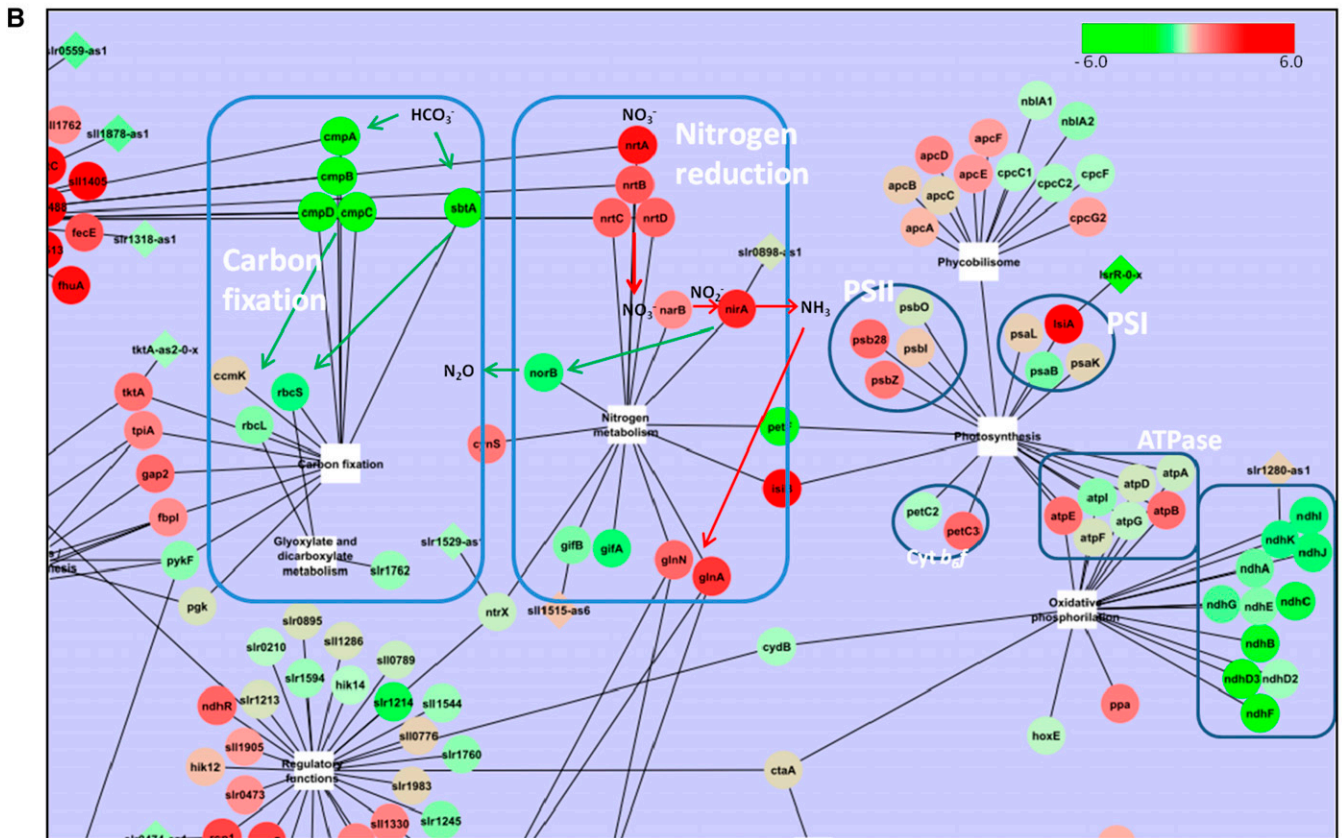 B
-6.0
6.0
slr0559-as1
sll1878-as1
sll1405
fecE
slr1318-as1
fhuA
cmpA
HCO3-
cmpB
cmpD
cmpC
sbtA
Carbon
fixation
NO3-
nrtA
nrtB
nrtC
nrtD
Nitrogen
reduction
slr0898-as1
NO3-
narB
NO2-
nirA
NH3
N2O
norB
Nitrogen
metabolism
cynS
petF
isiB
nblA1
nblA2
apcF
apcD
apcE
cpcC1
cpcC2
cpcF
apcB
apcC
apcA
cpcG2
Phycobilisome
IsrR-0-x
PSII
psbO
psb28
psbI
psbZ
PSI
psaL
IsiA
psaB
psaK
Photosynthesis
ATPase
atpA
atpD
atpI
atpE
atpG
atpB
atpF
petC2
petC3
Cyt b6f
slr1280-as1
ndhI
ndhK
ndhJ
ndhA
ndhG
ndhE
ndhC
ndhB
ndhD3
ndhD2
ndhF
Oxidative
phosphorilation
ppa
hoxE
tktA-as2-0-x
tktA
tpiA
gap2
fbpI
pykF
pgk
ccmK
rbcS
rbcL
Carbon fixation
Glyoxylate and
dicarboxylate
metabolism
slr1762
slr1529-as
ntrX
gifB
gifA
sll1515-as6
glnN
glnA
cydB
ctaA
slr0895
slr0210
sll1286
sll0789
slr1594
hik14
slr1213
slr1214
sll1544
ndhR
sll0776
sll1905
slr1760
hik12
Regulatory
functions
slr1983
slr0473
sll1330
slr1245